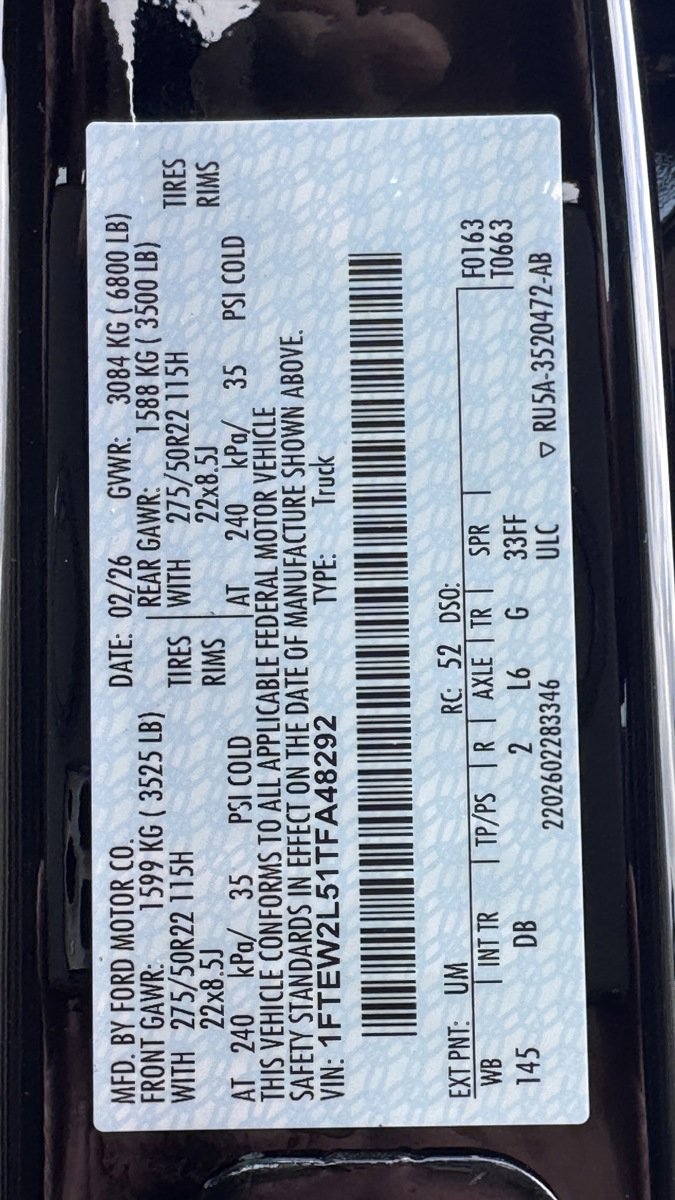 MFD. BY FORD MOTOR CO. DATE: 02/26 GVWR: 3084 KG ( 6800 LB)
FRONT GAWR: 1599 KG ( 3525 LB) REAR GAWR: 1588 KG ( 3500 LB)
WITH 275/50R22 115H TIRES WITH 275/50R22 115H TIRES
22x8.5J RIMS 22x8.5J RIMS
AT 240 kPa/ 35 PSI COLD AT 240 kPa/ 35 PSI COLD
THIS VEHICLE CONFORMS TO ALL APPLICABLE FEDERAL MOTOR VEHICLE
SAFETY STANDARDS IN EFFECT ON THE DATE OF MANUFACTURE SHOWN ABOVE.
VIN: 1FTEW2L51TFA48292 TYPE: Truck
EXT PNT: UM RC: 52 DSO: F0163
WB INT TR TP/PS R AXLE TR SPR T0663
145 DB 2 L6 G 33FF
2202602283346 ULC ▽ RU5A-3520472-AB